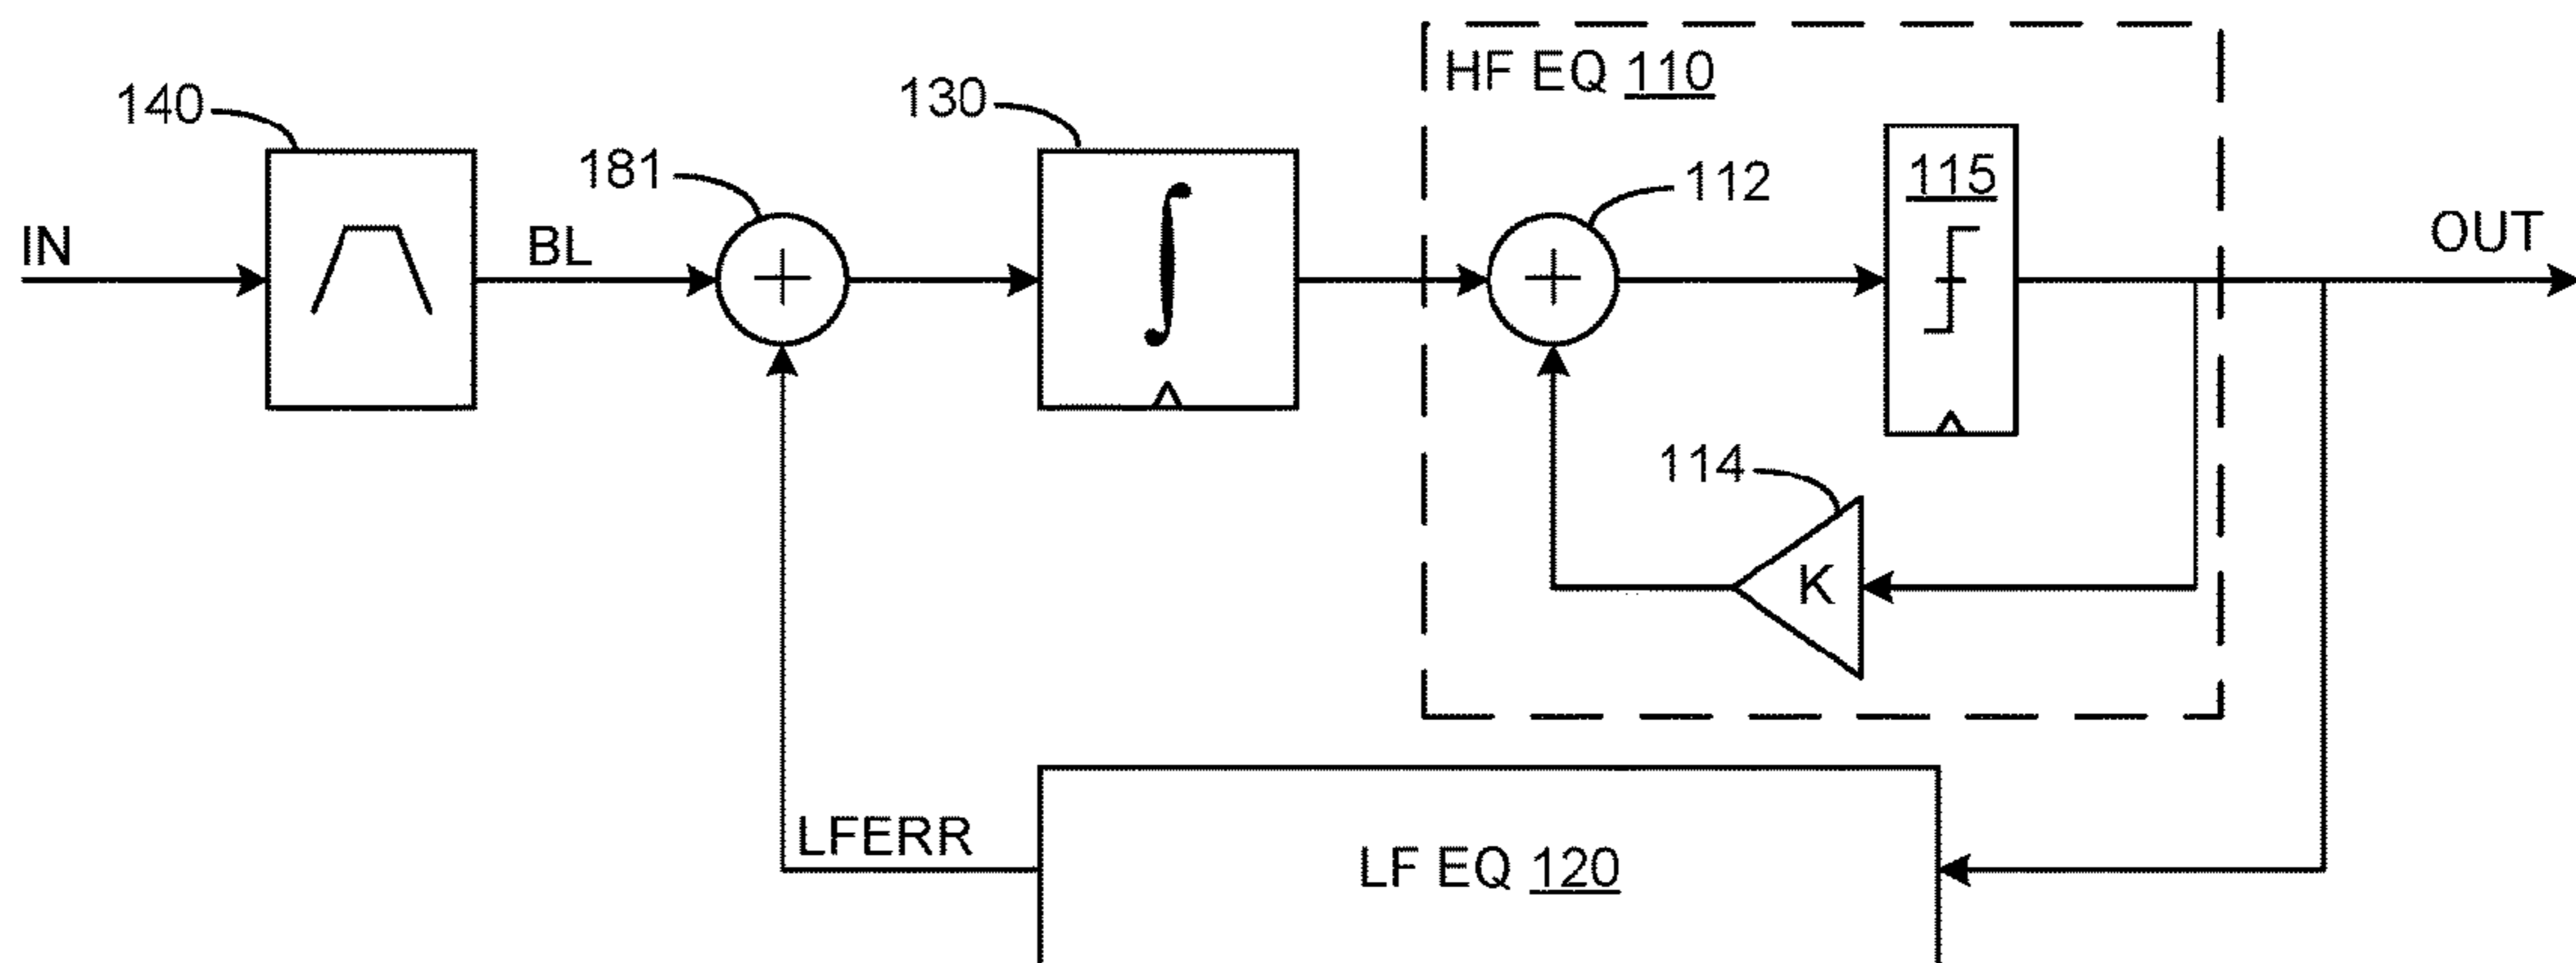 HF EQ 110
140
130
181
112
115
IN
BL
+
∫
+
OUT
114
K
LFERR
LF EQ 120